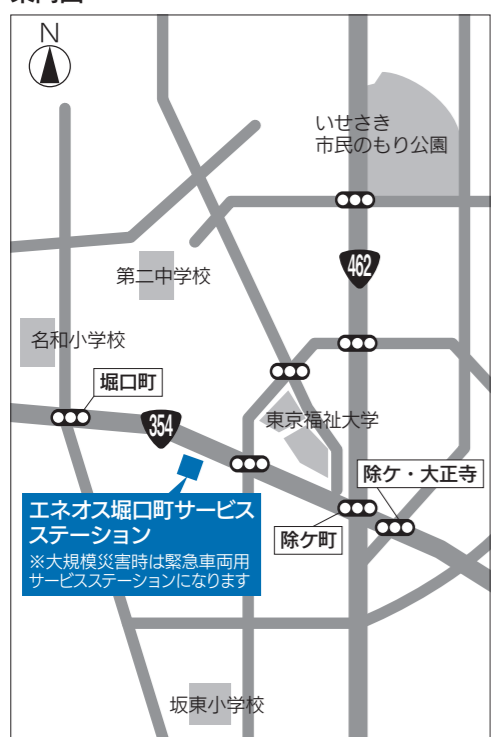 N
いせさき
市民のもり公園
462
第二中学校
名和小学校
堀口町
354
東京福祉大学
除ケ・大正寺
エネオス堀口町サービス
ステーション
※大規模災害時は緊急車両用
サービスステーションになります
除ケ町
坂東小学校